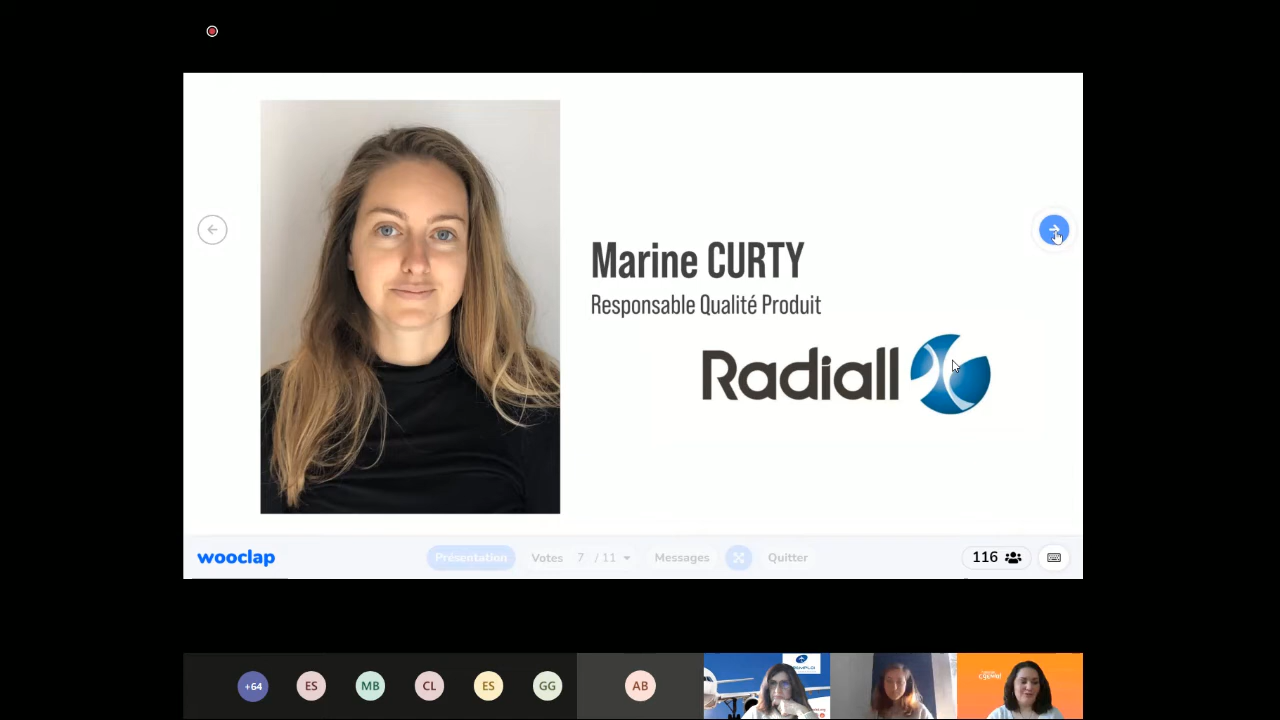 Marine CURTY
Responsable Qualité Produit
Radiall
wooclap
Présentation
Votes 7 / 11
Messages
Quitter
116
+64
ES
MB
CL
ES
GG
AB